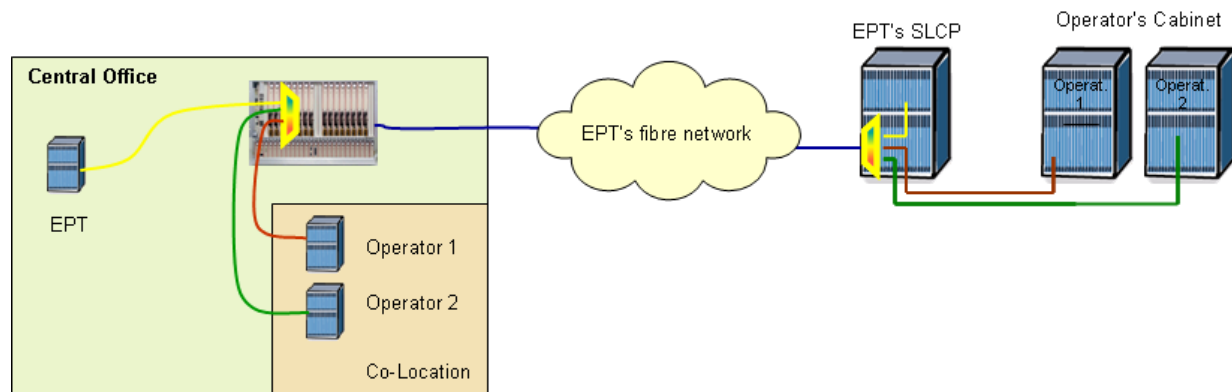 EPT's SLCP
Operator's Cabinet
Central Office
Operat.
1
Operat.
2
EPT's fibre network
EPT
Operator 1
Operator 2
Co-Location